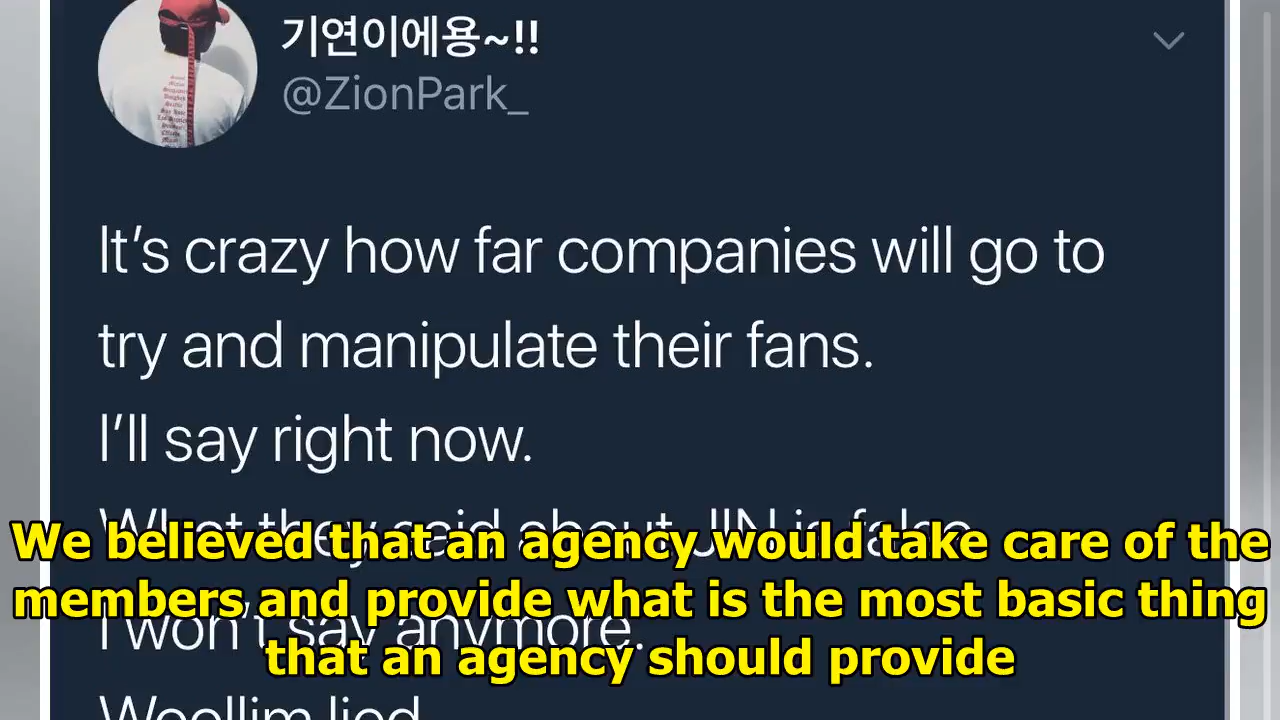 기연이에용~!!
@ZionPark_
It's crazy how far companies will go to
try and manipulate their fans.
I'll say right now.
What they said about JIN is false.
We believed that an agency would take care of the
members and provide what is the most basic thing
I won't say anymore.
that an agency should provide
Woollim lied